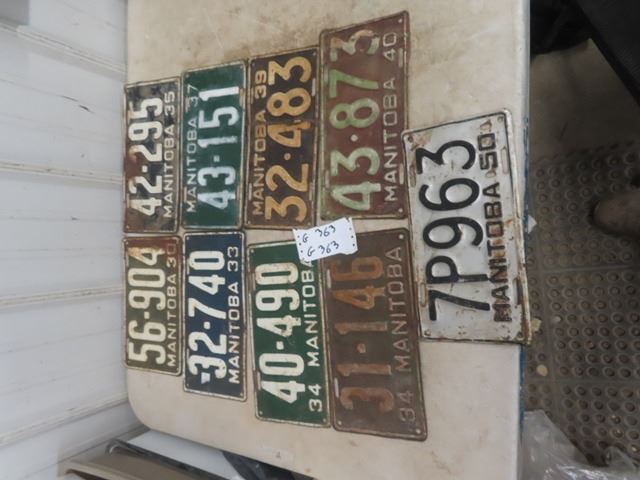 42-295
MANITOBA 35
MANITOBA 37
43·151
MANITOBA 39
32·483
43·873
MANITOBA 40
7P963
MANITOBA 50
56-904
MANITOBA 30
32-740
MANITOBA 33
40-490
34 MANITOBA
31-146
34 MANITOBA
G 363
G 363